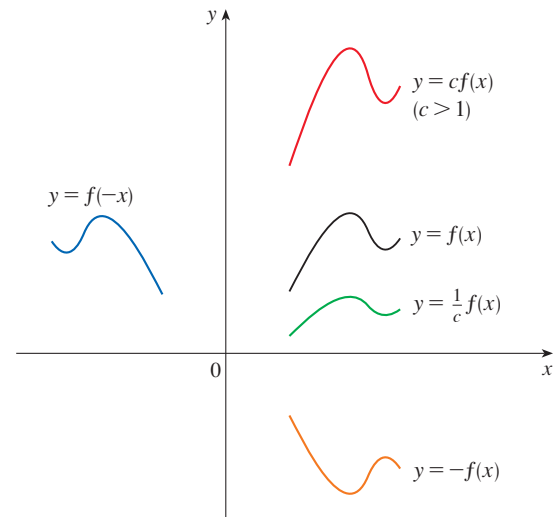 y
y = cf(x)
(c > 1)
y = f(−x)
y = f(x)
y = 1/c f(x)
0
x
y = −f(x)